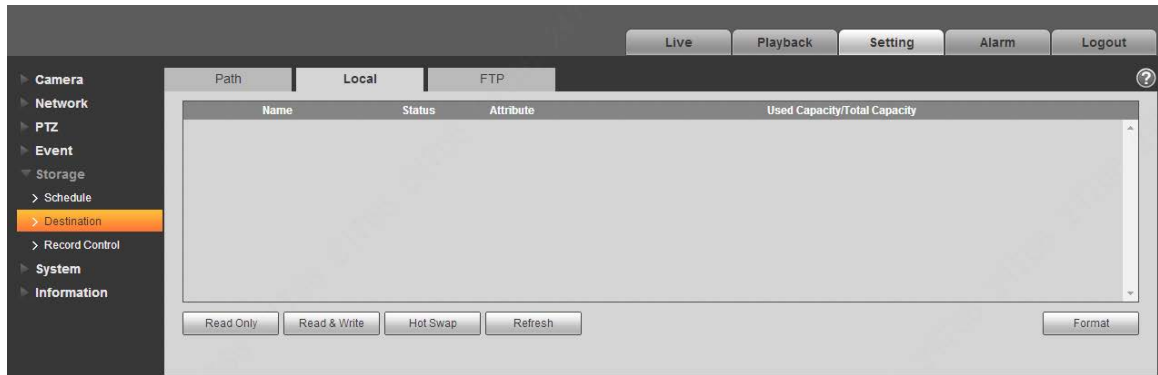 Live Playback Setting Alarm Logout
Path Local FTP ?
Camera
Network
PTZ
Event
Storage
Schedule
Destination
Record Control
System
Information
Name Status Attribute Used Capacity/Total Capacity
Read Only Read & Write Hot Swap Refresh Format